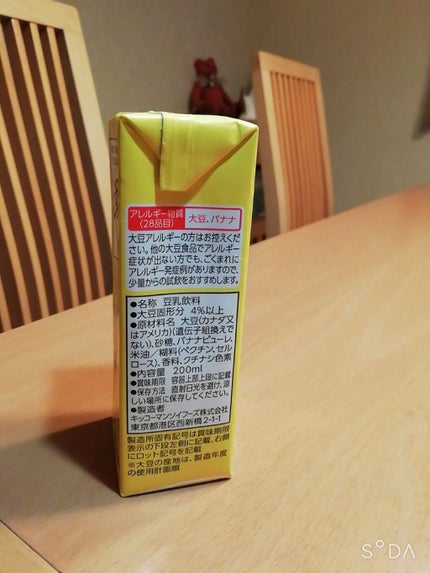 アレルギー物質
(28品目)
大豆、バナナ
大豆アレルギーの方はお控えくだ
さい。他の大豆食品でアレルギー
症状が出ない方でも、ごくまれに
アレルギー発症例がありますので、
少量からの試飲をおすすめします。
●名称 豆乳飲料
●大豆固形分 4%以上
●原材料名 大豆(カナダ又
はアメリカ)(遺伝子組換えで
ない)、砂糖、バナナピューレ、
米油/糊料(ペクチン、セル
ロース)、香料、クチナシ色素
●内容量 200ml
●賞味期限 容器上部上段に記載
●保存方法 直射日光を避け、涼
しい場所に保存してください。
●製造者
キッコーマンソイフーズ株式会社
東京都港区西新橋2-1-1
製造所固有記号は賞味期限
表示の下段左側に記載、右側
にロット記号を記載
※大豆の産地は、製造年度
の使用計画順
SODA